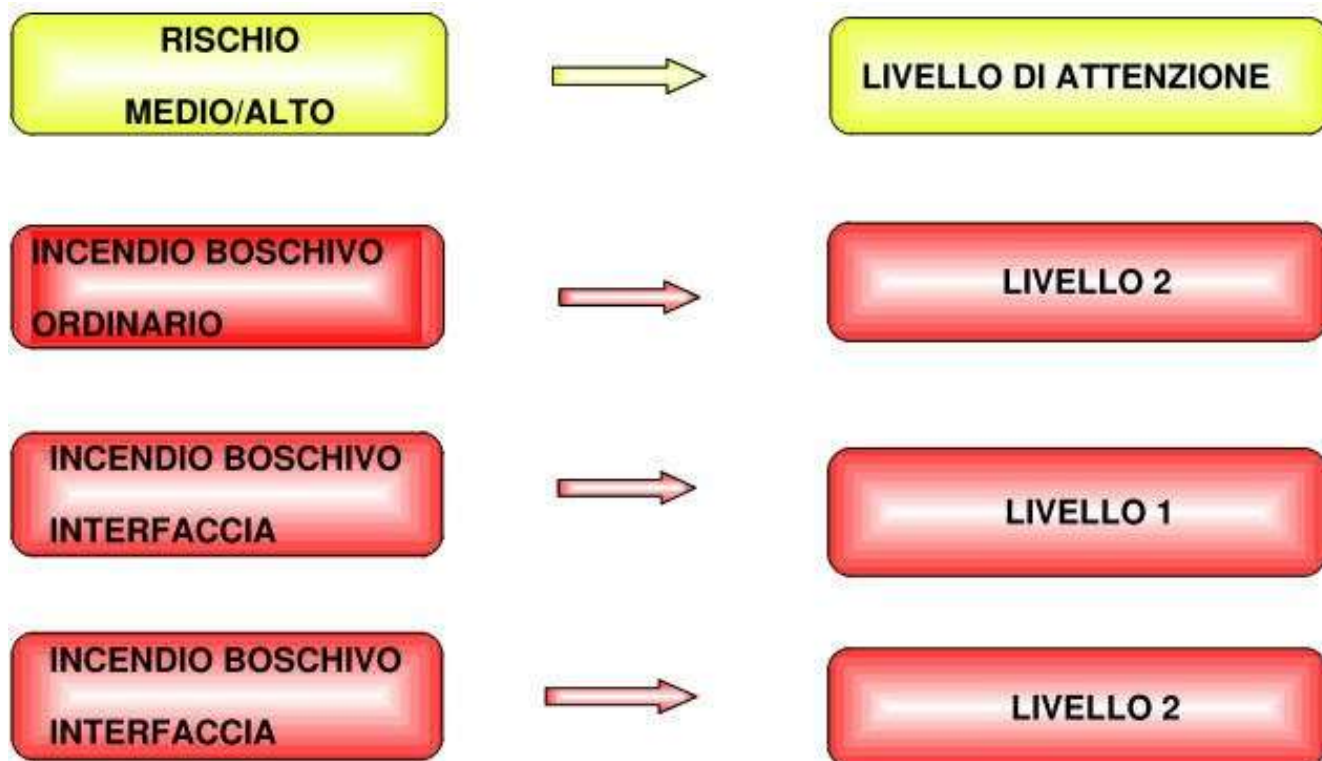 RISCHIO
MEDIO/ALTO
LIVELLO DI ATTENZIONE
INCENDIO BOSCHIVO
ORDINARIO
LIVELLO 2
INCENDIO BOSCHIVO
INTERFACCIA
LIVELLO 1
INCENDIO BOSCHIVO
INTERFACCIA
LIVELLO 2